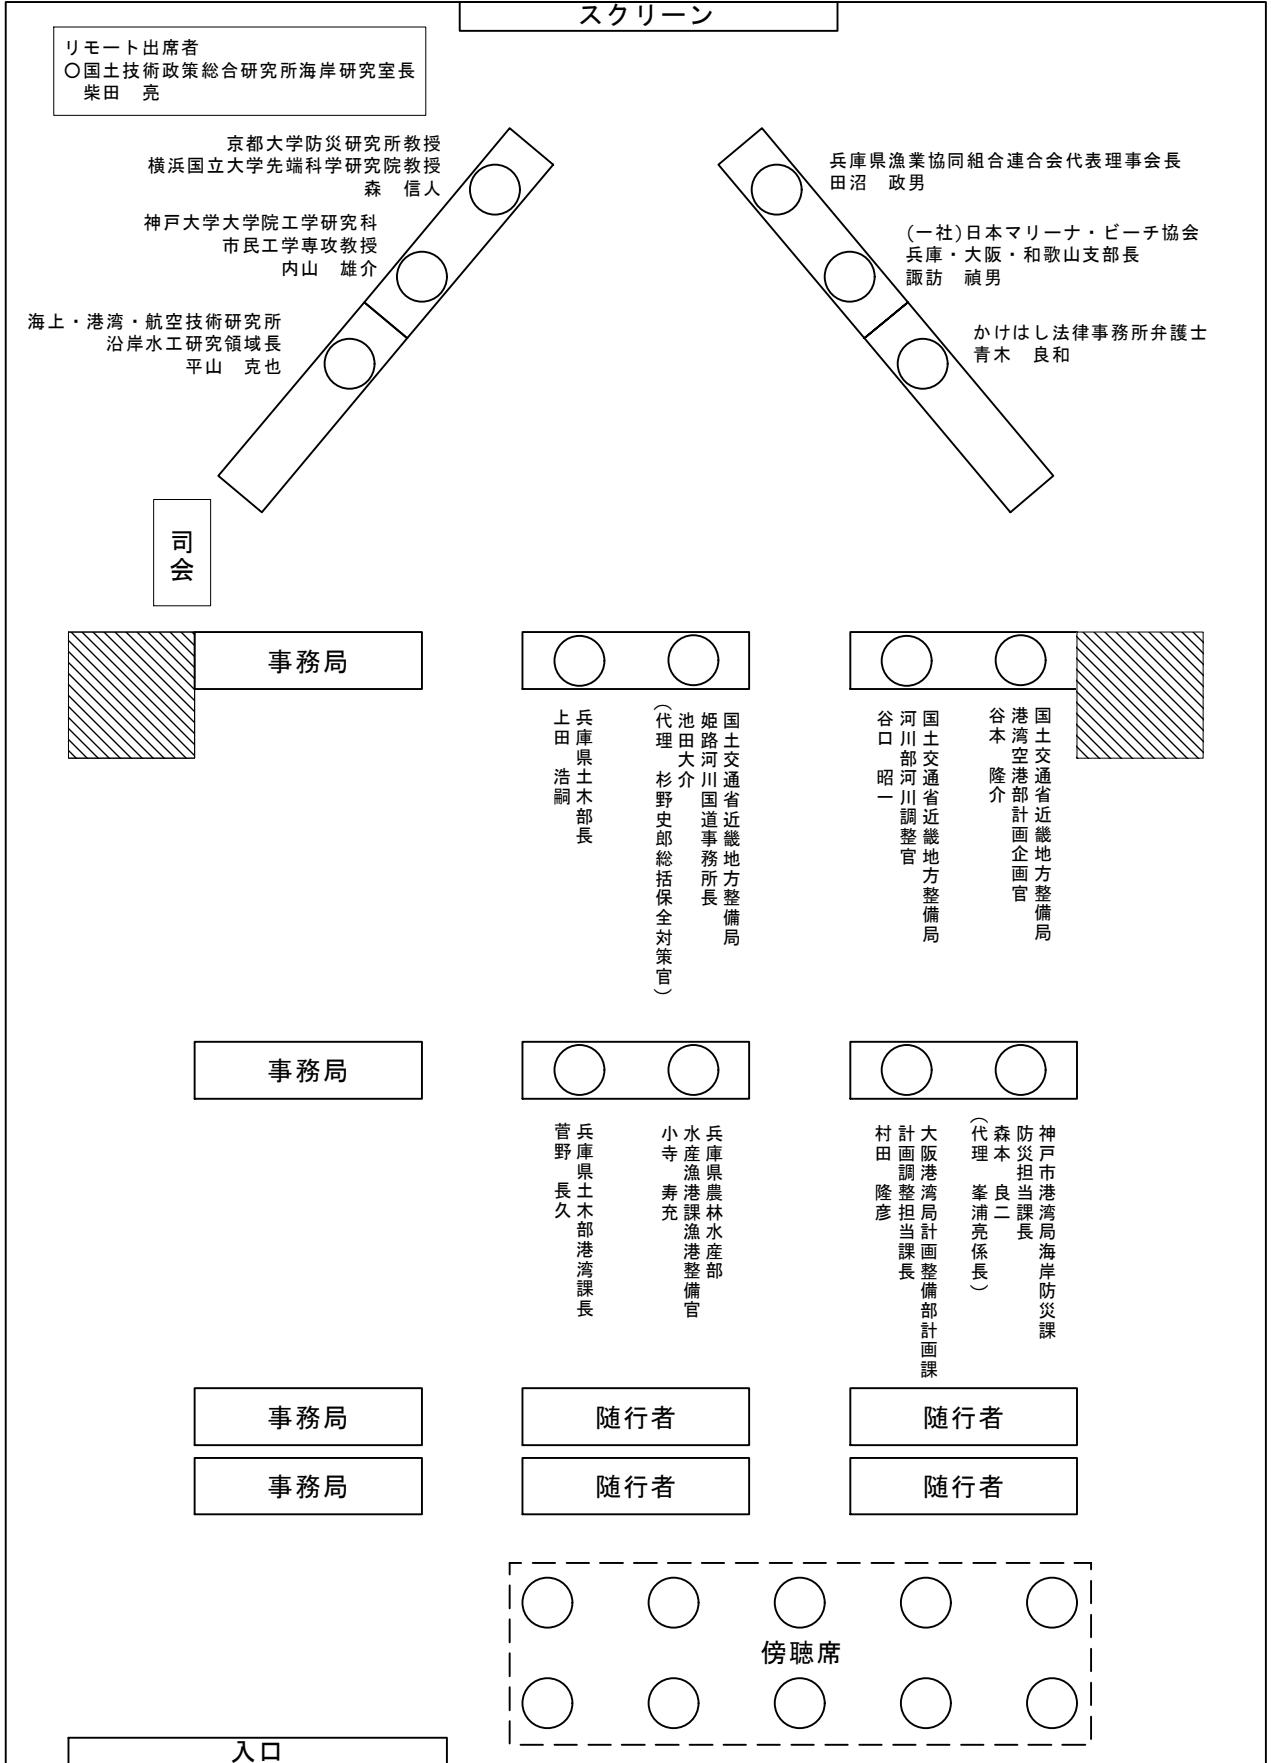 スクリーン
リモート出席者
〇国土技術政策総合研究所海岸研究室長
柴田　亮
京都大学防災研究所教授
横浜国立大学先端科学研究院教授
森　信人
神戸大学大学院工学研究科
市民工学専攻教授
内山　雄介
海上・港湾・航空技術研究所
沿岸水工研究領域長
平山　克也
兵庫県漁業協同組合連合会代表理事会長
田沼　政男
(一社)日本マリーナ・ビーチ協会
兵庫・大阪・和歌山支部長
諏訪　禎男
かけはし法律事務所弁護士
青木　良和
司会
事務局
兵庫県土木部長
上田　浩嗣
国土交通省近畿地方整備局
姫路河川国道事務所長
池田大介
(代理　杉野史郎総括保全対策官)
国土交通省近畿地方整備局
河川部河川調整官
谷口　昭一
国土交通省近畿地方整備局
港湾空港部計画企画官
谷本　隆介
事務局
兵庫県土木部港湾課長
菅野　長久
兵庫県農林水産部
水産漁港課漁港整備官
小寺　寿充
大阪港湾局計画整備部計画課
計画調整担当課長
村田　隆彦
神戸市港湾局海岸防災課
防災担当課長
森本　良二
(代理　峯浦亮係長)
事務局
随行者
随行者
事務局
随行者
随行者
傍聴席
入口